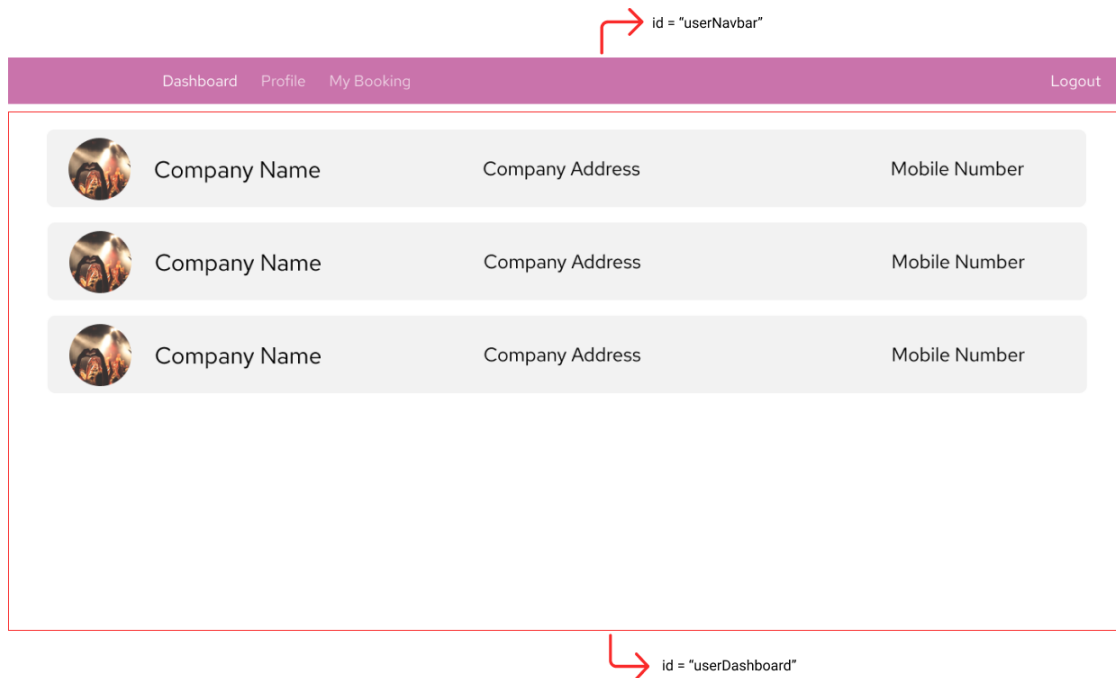 id = “userNavbar”
Dashboard Profile My Booking Logout
Company Name Company Address Mobile Number
Company Name Company Address Mobile Number
Company Name Company Address Mobile Number
id = “userDashboard”